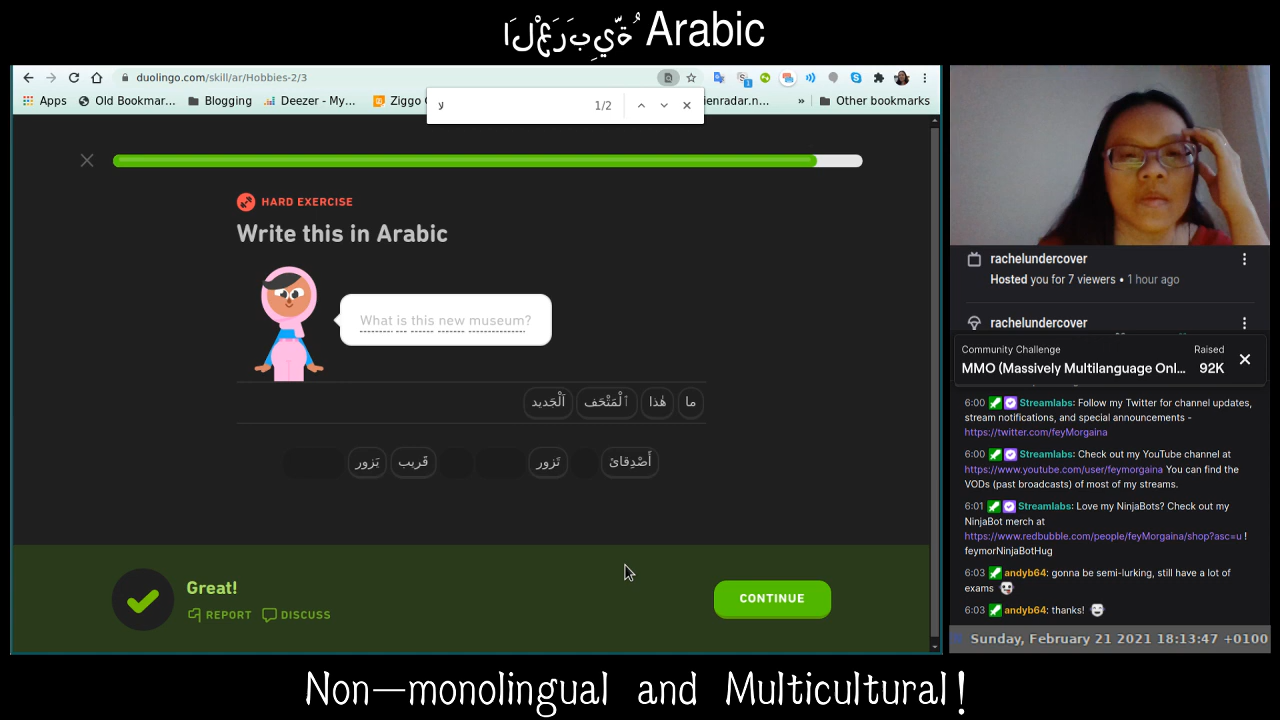 اَلْعَرَبِيّةُ Arabic
duolingo.com/skill/ar/Hobbies-2/3
Apps
Old Bookmar...
Blogging
Deezer - My...
Ziggo
ienradar.n...
»
Other bookmarks
1/2
HARD EXERCISE
Write this in Arabic
What is this new museum?
ما هٰذا ٱلْمَتْحَف اَلْجَديد
أَصْدِقائ تَزور قَريب يَزور
Great!
REPORT
DISCUSS
CONTINUE
rachelundercover
Hosted you for 7 viewers • 1 hour ago
rachelundercover
Community Challenge
Raised
MMO (Massively Multilanguage Onl...
92K
6:00 Streamlabs: Follow my Twitter for channel updates,
stream notifications, and special announcements -
https://twitter.com/feyMorgaina
6:00 Streamlabs: Check out my YouTube channel at
https://www.youtube.com/user/feymorgaina You can find the
VODs (past broadcasts) of most of my streams.
6:01 Streamlabs: Love my NinjaBots? Check out my
NinjaBot merch at
https://www.redbubble.com/people/feyMorgaina/shop?asc=u !
feymorNinjaBotHug
6:03 andyb64: gonna be semi-lurking, still have a lot of
exams
6:03 andyb64: thanks!
Sunday, February 21 2021 18:13:47 +0100
Non-monolingual and Multicultural!